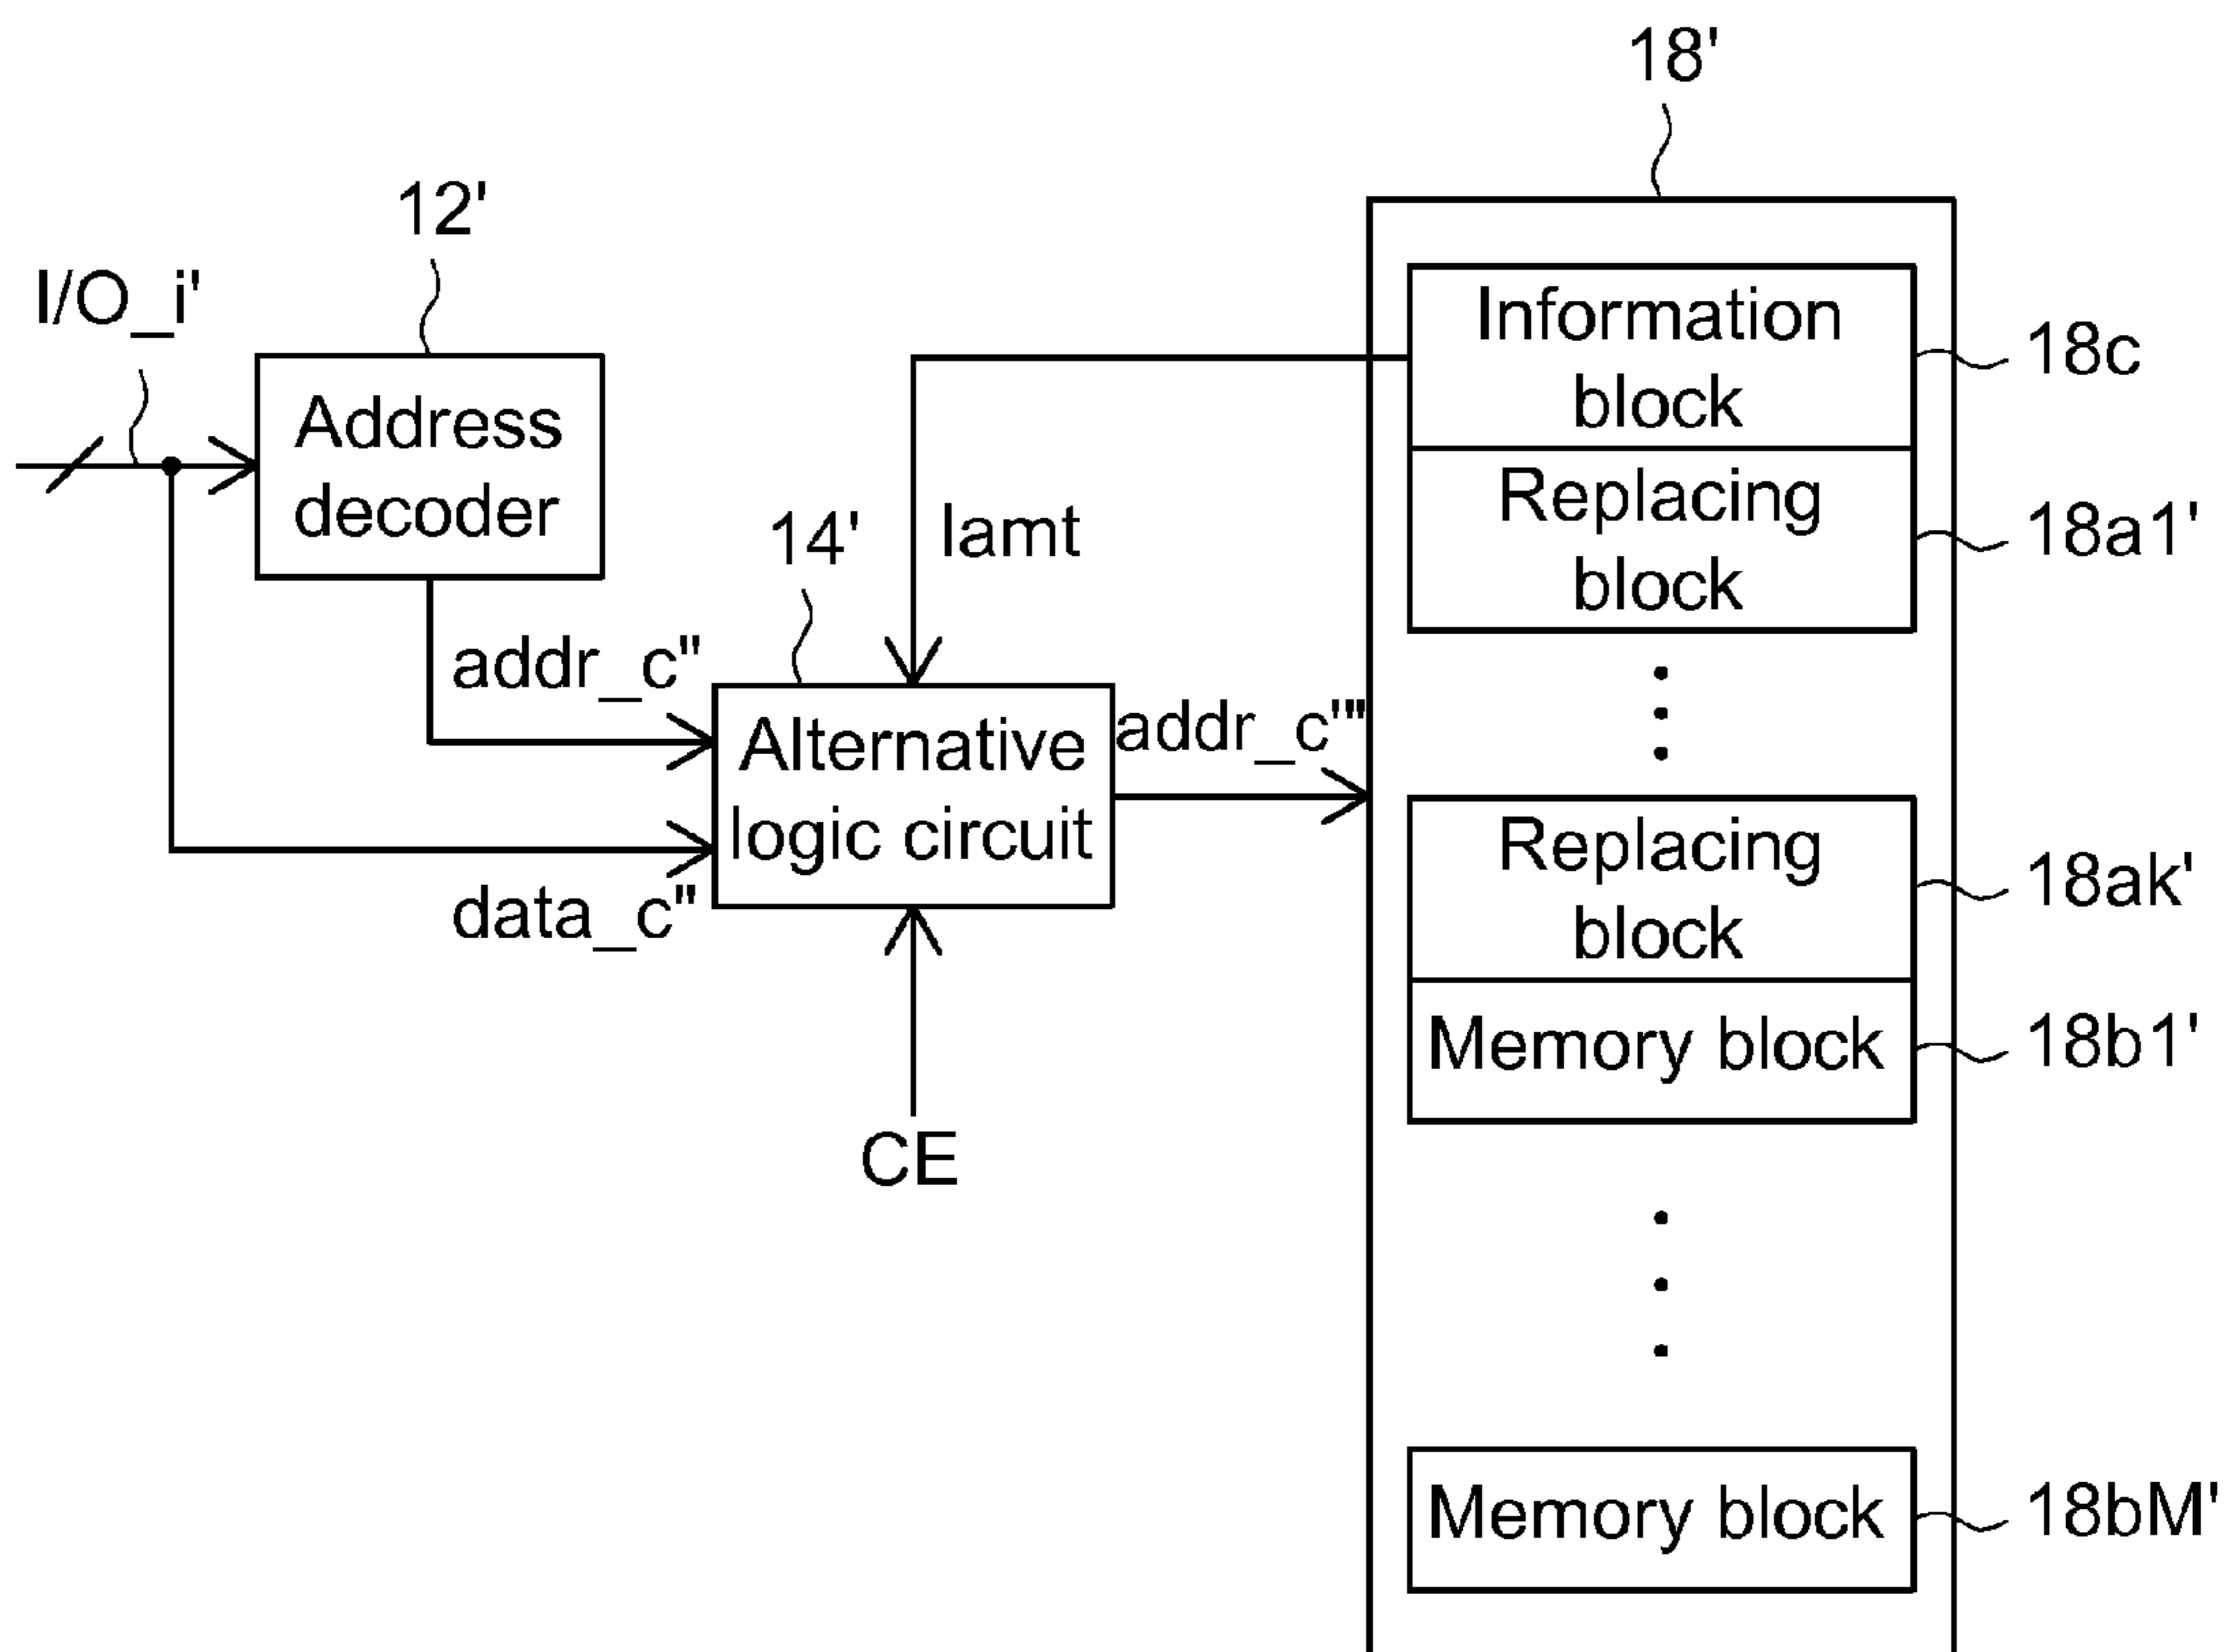 18'
12'
I/O_i'
Information
block
18c
Address
decoder
Replacing
block
18a1'
Iamt
14'
addr_c"
Alternative
logic circuit
addr_c'"
data_c"
Replacing
block
18ak'
Memory block
18b1'
CE
Memory block
18bM'